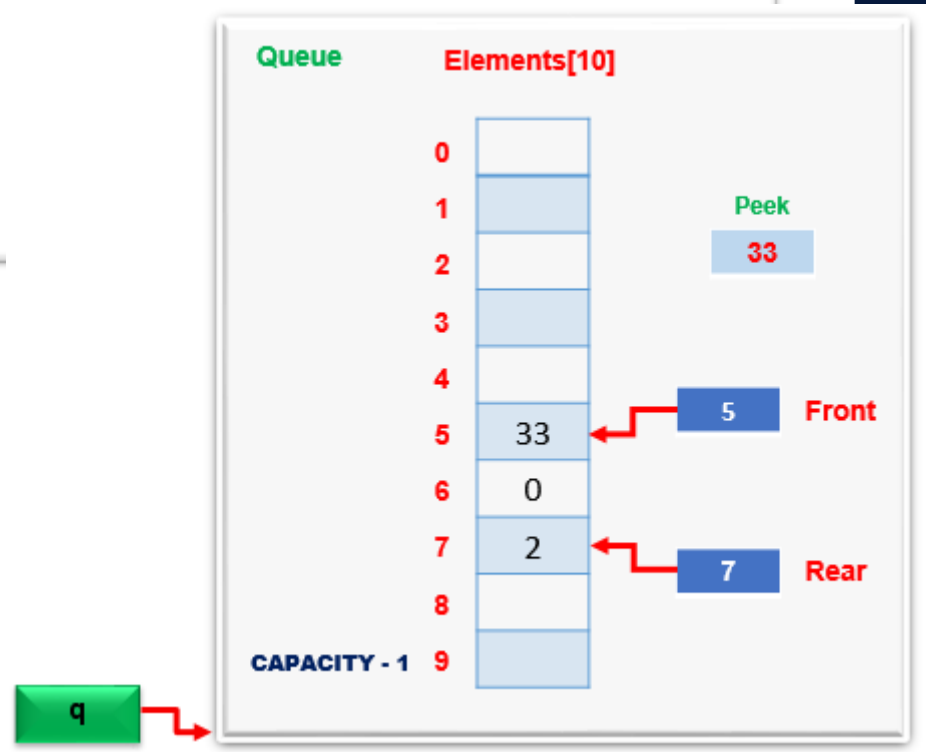 Queue Elements[10]
0
1
Peek
2
33
3
4
5 Front
5 33
6 0
7 2
7 Rear
8
CAPACITY - 1 9
q